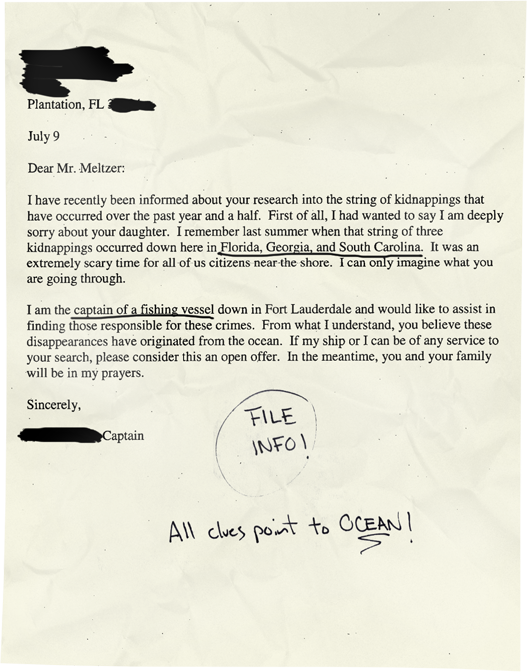 Plantation, FL
July 9
Dear Mr. Meltzer:
I have recently been informed about your research into the string of kidnappings that
have occurred over the past year and a half.  First of all, I had wanted to say I am deeply
sorry about your daughter.  I remember last summer when that string of three
kidnappings occurred down here in Florida, Georgia, and South Carolina.  It was an
extremely scary time for all of us citizens near the shore.  I can only imagine what you
are going through.
I am the captain of a fishing vessel down in Fort Lauderdale and would like to assist in
finding those responsible for these crimes.  From what I understand, you believe these
disappearances have originated from the ocean.  If my ship or I can be of any service to
your search, please consider this an open offer.  In the meantime, you and your family
will be in my prayers.
Sincerely,
Captain
FILE
INFO!
All clues point to OCEAN!